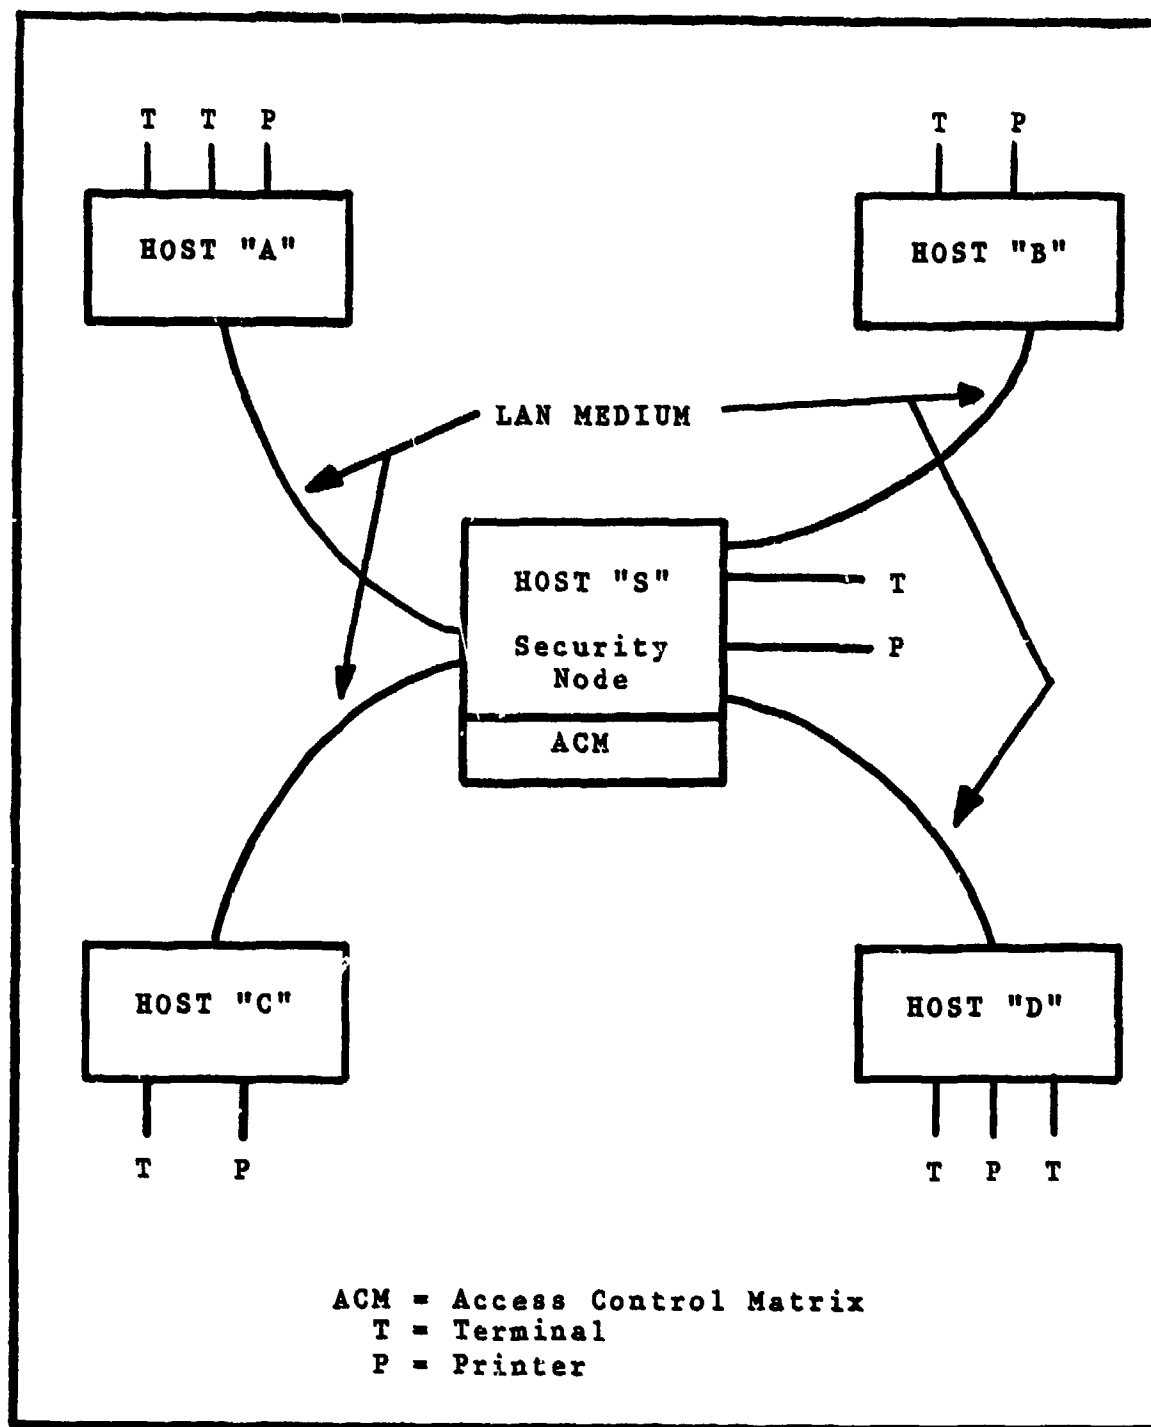 T T P
T P
HOST "A"
HOST "B"
LAN MEDIUM
HOST "S"
T
Security
P
Node
ACM
HOST "C"
HOST "D"
T P
T P T
ACM = Access Control Matrix
T = Terminal
P = Printer